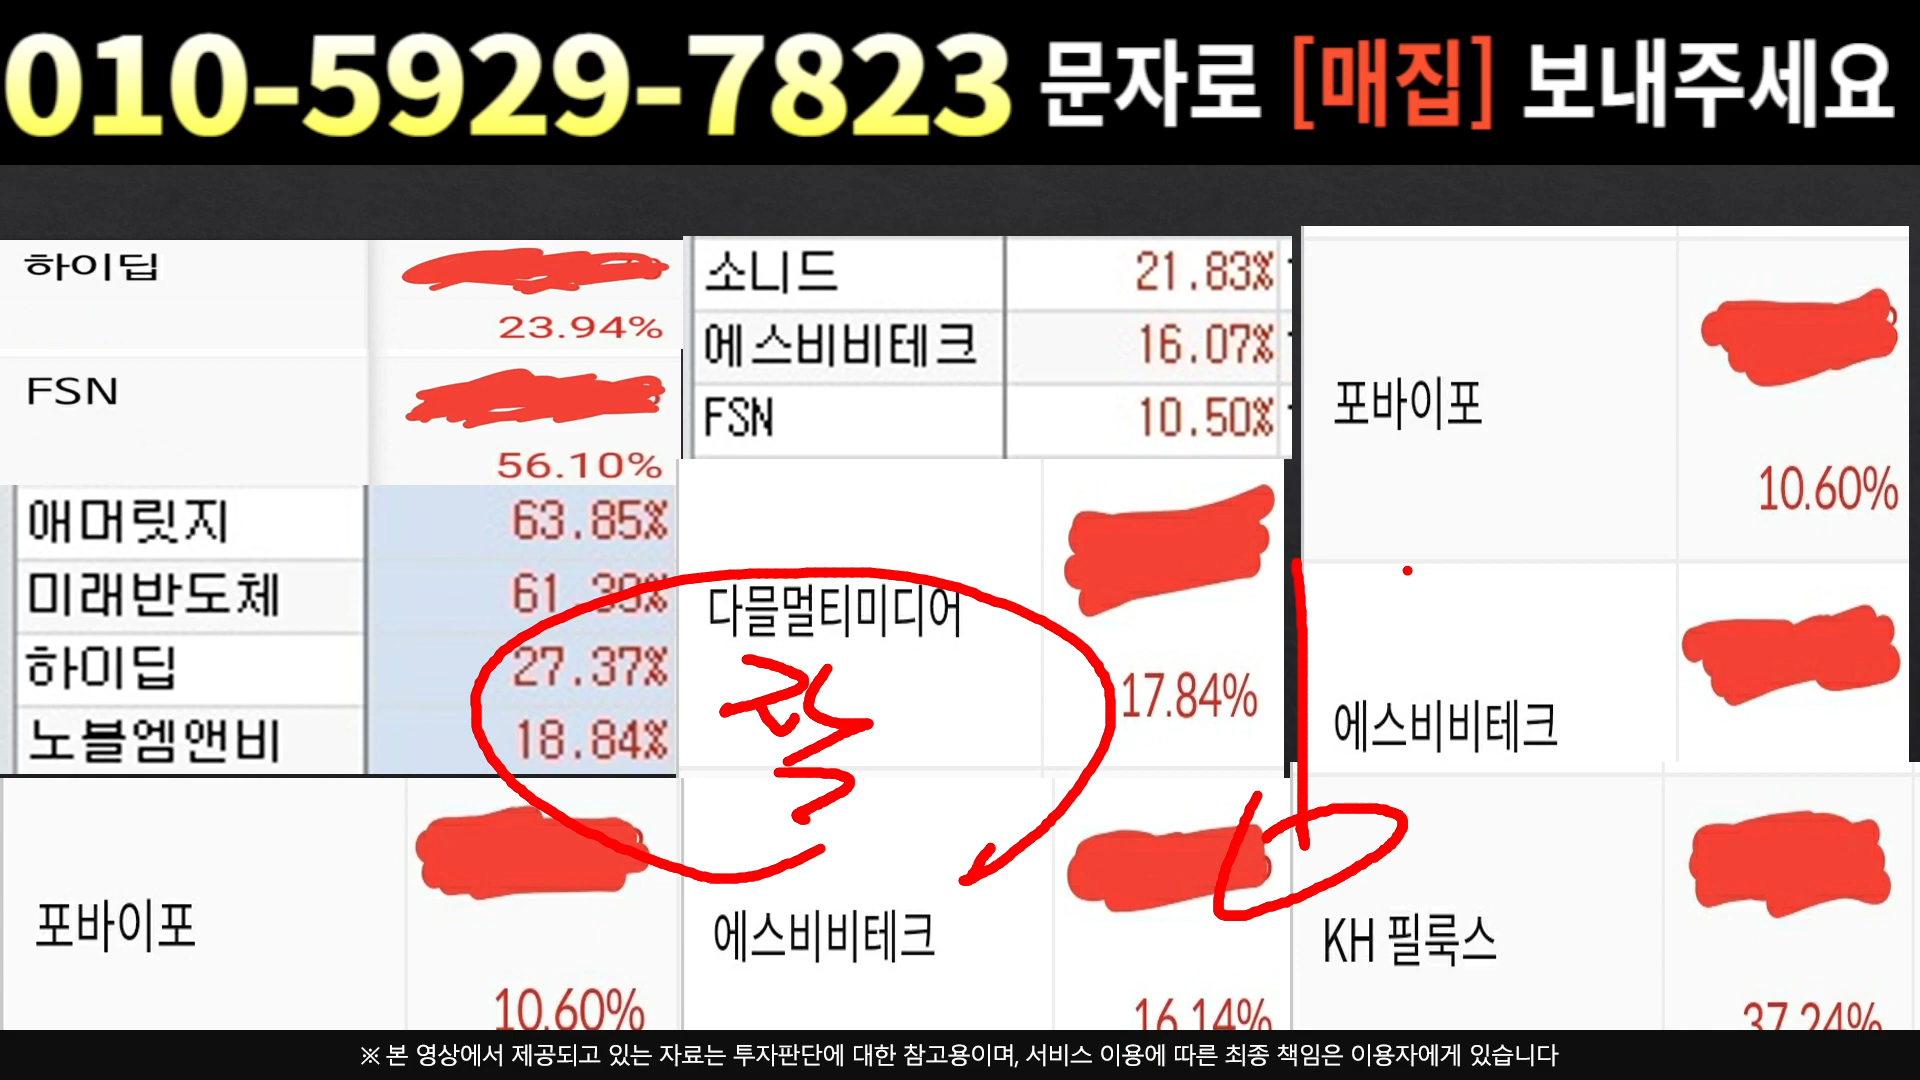 010-5929-7823 문자로 [매집] 보내주세요
하이딥
23.94%
FSN
56.10%
애머릿지 63.85%
미래반도체 61.39%
하이딥 27.37%
노블엠앤비 18.84%
소니드 21.83%
에스비비테크 16.07%
FSN 10.50%
다믈멀티미디어
17.84%
포바이포
10.60%
에스비비테크
포바이포
10.60%
에스비비테크
16.14%
KH 필룩스
37.24%
※ 본 영상에서 제공되고 있는 자료는 투자판단에 대한 참고용이며, 서비스 이용에 따른 최종 책임은 이용자에게 있습니다